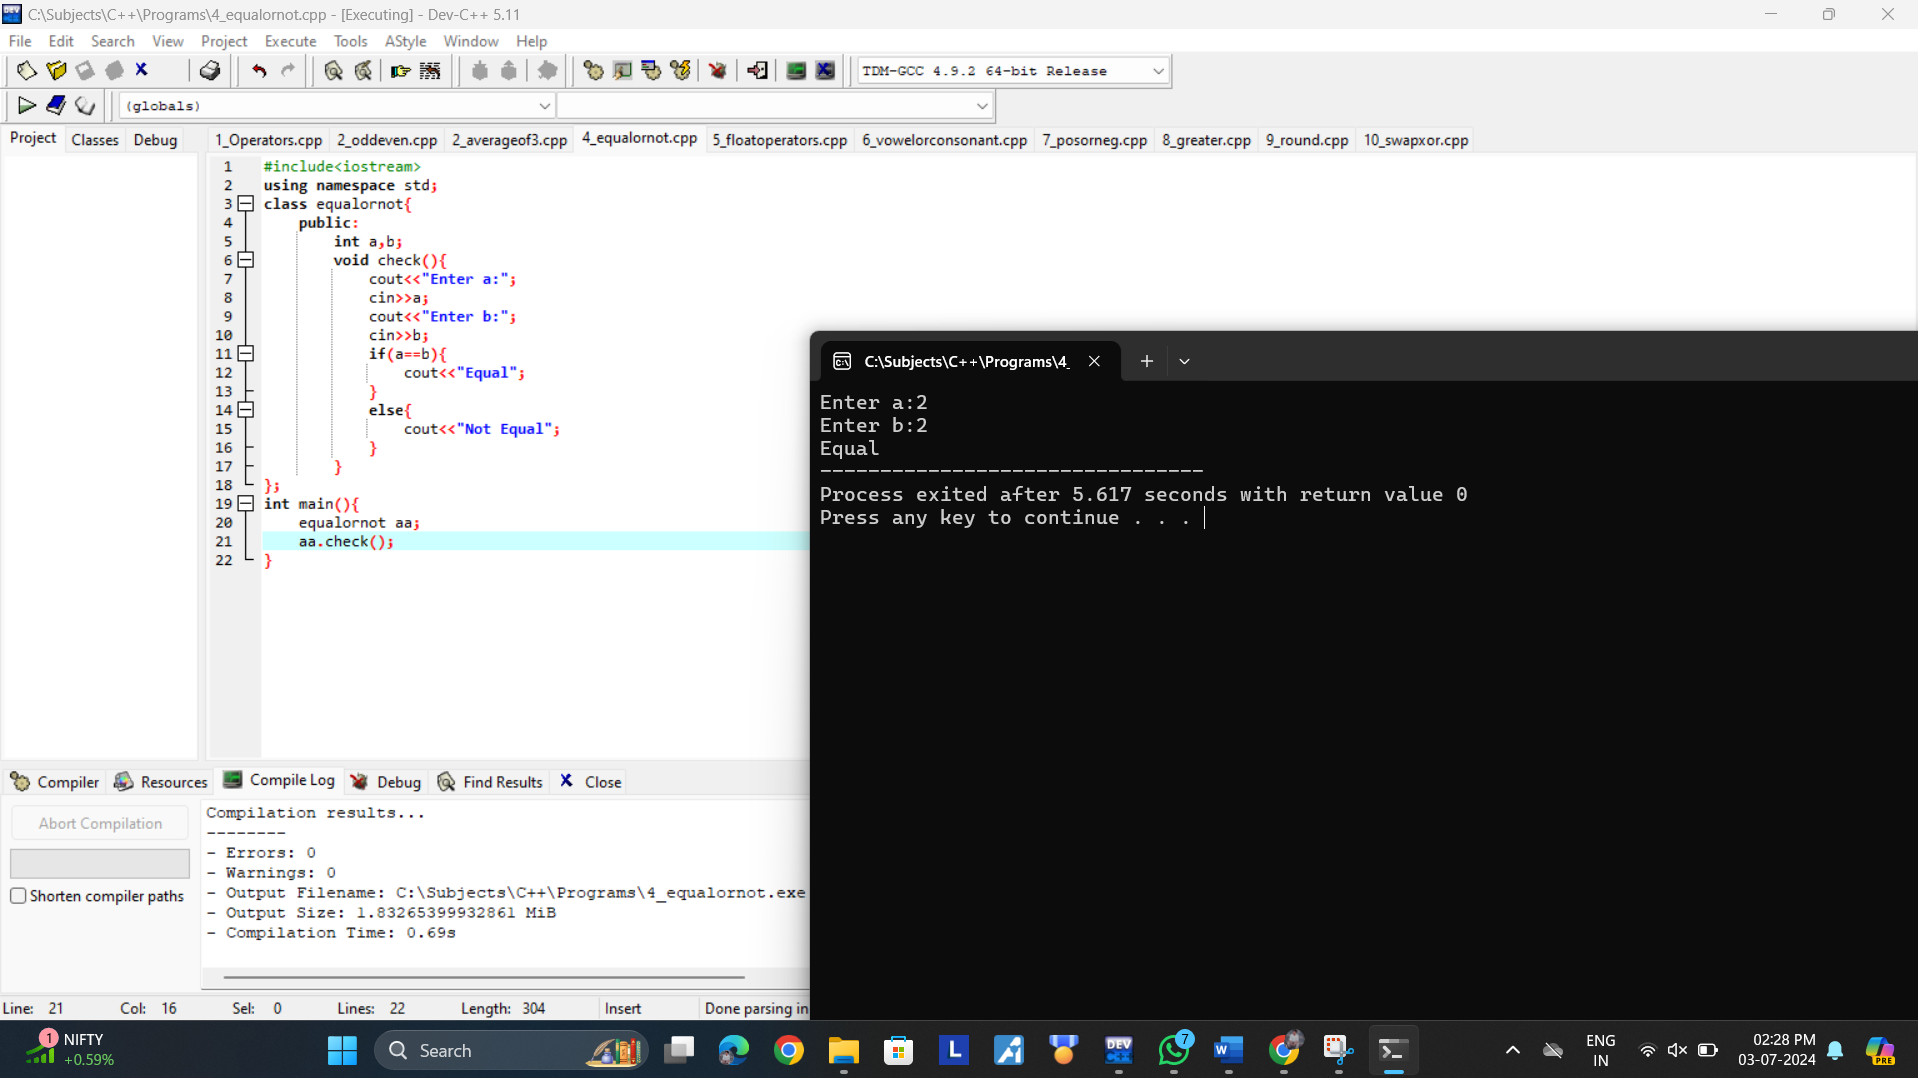 C:\Subjects\C++\Programs\4_equalornot.cpp - [Executing] - Dev-C++ 5.11
File Edit Search View Project Execute Tools AStyle Window Help
TDM-GCC 4.9.2 64-bit Release
(globals)
Project Classes Debug
1_Operators.cpp 2_oddeven.cpp 2_averageof3.cpp 4_equalornot.cpp 5_floatoperators.cpp 6_vowelorconsonant.cpp 7_posorneg.cpp 8_greater.cpp 9_round.cpp 10_swapxor.cpp
1 #include<iostream>
2 using namespace std;
3 class equalornot{
4 public:
5 int a,b;
6 void check(){
7 cout<<"Enter a:";
8 cin>>a;
9 cout<<"Enter b:";
10 cin>>b;
11 if(a==b){
12 cout<<"Equal";
13 }
14 else{
15 cout<<"Not Equal";
16 }
17 }
18 };
19 int main(){
20 equalornot aa;
21 aa.check();
22 }
C:\Subjects\C++\Programs\4_
Enter a:2
Enter b:2
Equal
--------------------------------
Process exited after 5.617 seconds with return value 0
Press any key to continue . . .
Compiler Resources Compile Log Debug Find Results Close
Abort Compilation
Shorten compiler paths
Compilation results...
--------
- Errors: 0
- Warnings: 0
- Output Filename: C:\Subjects\C++\Programs\4_equalornot.exe
- Output Size: 1.83265399932861 MiB
- Compilation Time: 0.69s
Line: 21 Col: 16 Sel: 0 Lines: 22 Length: 304 Insert Done parsing in
1 NIFTY
+0.59%
Search
L
DEV
C++
7
W
ENG
IN
02:28 PM
03-07-2024
PRE